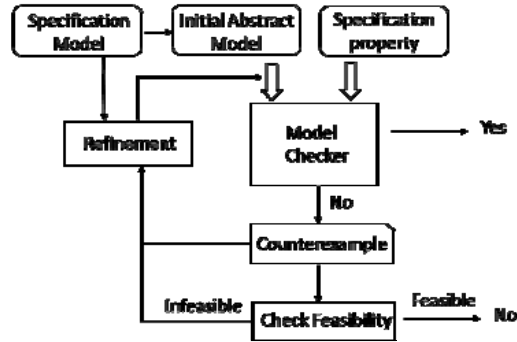 Specification
Model
Initial Abstract
Model
Specification
property
Refinement
Model
Checker
Yes
No
Counterexample
Infeasible
Check Feasibility
Feasible
No